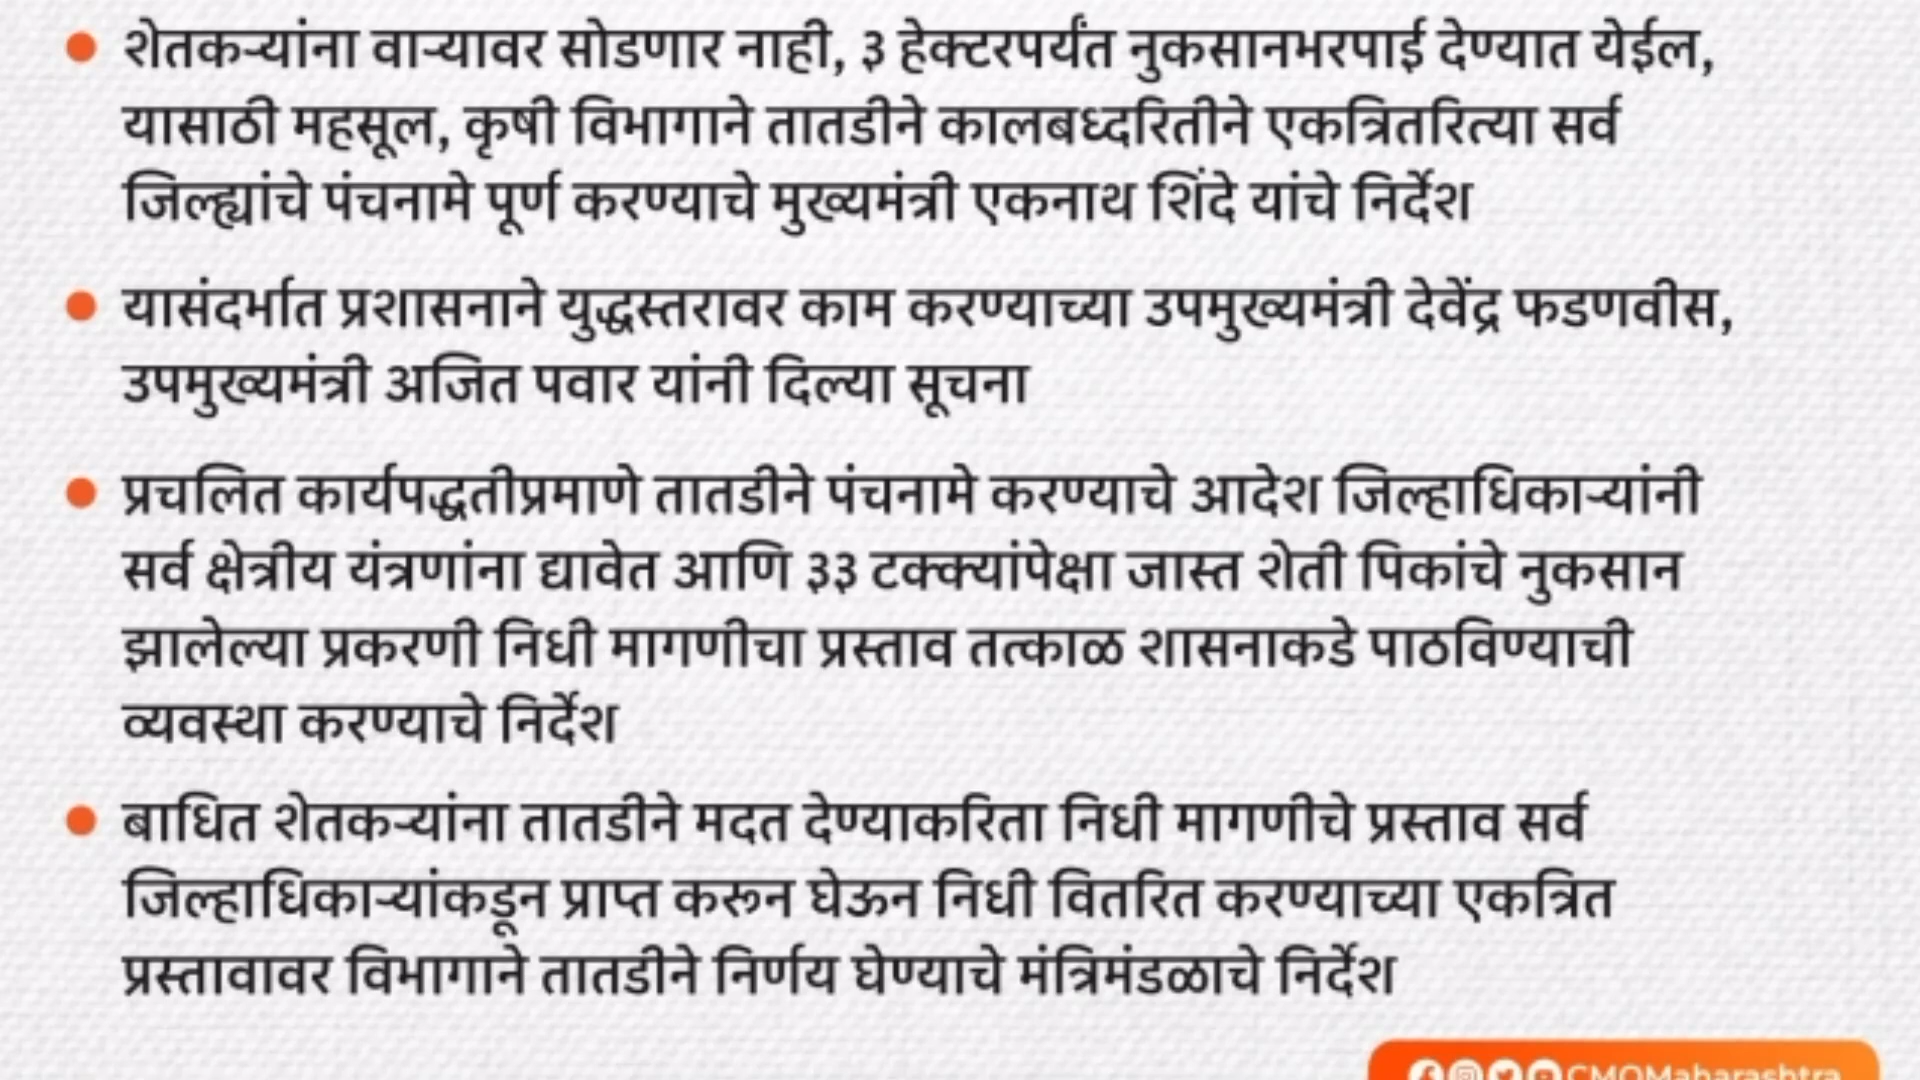 शेतकऱ्यांना वाऱ्यावर सोडणार नाही, ३ हेक्टरपर्यंत नुकसानभरपाई देण्यात येईल,
यासाठी महसूल, कृषी विभागाने तातडीने कालबध्दरितीने एकत्रितरित्या सर्व
जिल्ह्यांचे पंचनामे पूर्ण करण्याचे मुख्यमंत्री एकनाथ शिंदे यांचे निर्देश
यासंदर्भात प्रशासनाने युद्धस्तरावर काम करण्याच्या उपमुख्यमंत्री देवेंद्र फडणवीस,
उपमुख्यमंत्री अजित पवार यांनी दिल्या सूचना
प्रचलित कार्यपद्धतीप्रमाणे तातडीने पंचनामे करण्याचे आदेश जिल्हाधिकाऱ्यांनी
सर्व क्षेत्रीय यंत्रणांना द्यावेत आणि ३३ टक्क्यांपेक्षा जास्त शेती पिकांचे नुकसान
झालेल्या प्रकरणी निधी मागणीचा प्रस्ताव तत्काळ शासनाकडे पाठविण्याची
व्यवस्था करण्याचे निर्देश
बाधित शेतकऱ्यांना तातडीने मदत देण्याकरिता निधी मागणीचे प्रस्ताव सर्व
जिल्हाधिकाऱ्यांकडून प्राप्त करून घेऊन निधी वितरित करण्याच्या एकत्रित
प्रस्तावावर विभागाने तातडीने निर्णय घेण्याचे मंत्रिमंडळाचे निर्देश
CMOMaharashtra